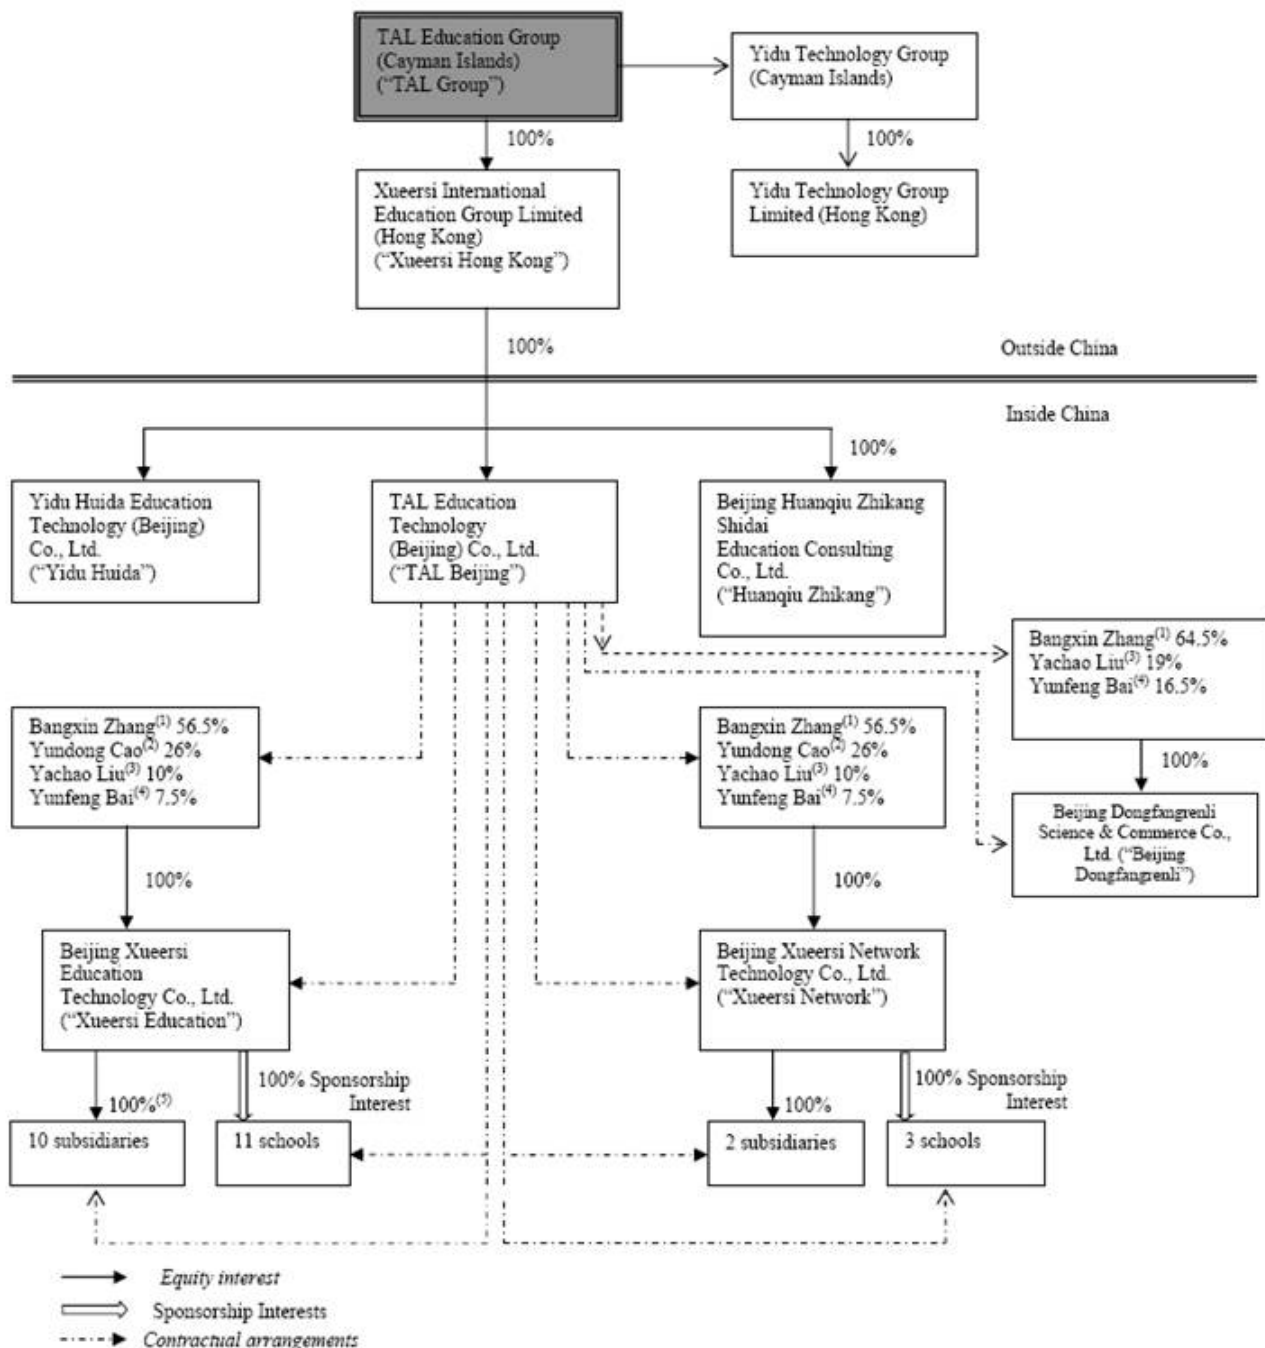 TAL Education Group
(Cayman Islands)
(“TAL Group”)
Yidu Technology Group
(Cayman Islands)
100%
100%
Xueersi International
Education Group Limited
(Hong Kong)
(“Xueersi Hong Kong”)
Yidu Technology Group
Limited (Hong Kong)
100%
Outside China
Inside China
100%
Yidu Huida Education
Technology (Beijing)
Co., Ltd.
(“Yidu Huida”)
TAL Education
Technology
(Beijing) Co., Ltd.
(“TAL Beijing”)
Beijing Huanqiu Zhikang
Shidai
Education Consulting
Co., Ltd.
(“Huanqiu Zhikang”)
Bangxin Zhang(1) 64.5%
Yachao Liu(3) 19%
Yunfeng Bai(4) 16.5%
Bangxin Zhang(1) 56.5%
Yundong Cao(2) 26%
Yachao Liu(3) 10%
Yunfeng Bai(4) 7.5%
Bangxin Zhang(1) 56.5%
Yundong Cao(2) 26%
Yachao Liu(3) 10%
Yunfeng Bai(4) 7.5%
100%
Beijing Dongfangrenli
Science & Commerce Co.,
Ltd. (“Beijing
Dongfangrenli”)
100%
100%
Beijing Xueersi
Education
Technology Co., Ltd.
(“Xueersi Education”)
Beijing Xueersi Network
Technology Co., Ltd.
(“Xueersi Network”)
100% Sponsorship
Interest
100%(5)
100% Sponsorship
Interest
100%
10 subsidiaries
11 schools
2 subsidiaries
3 schools
Equity interest
Sponsorship Interests
Contractual arrangements